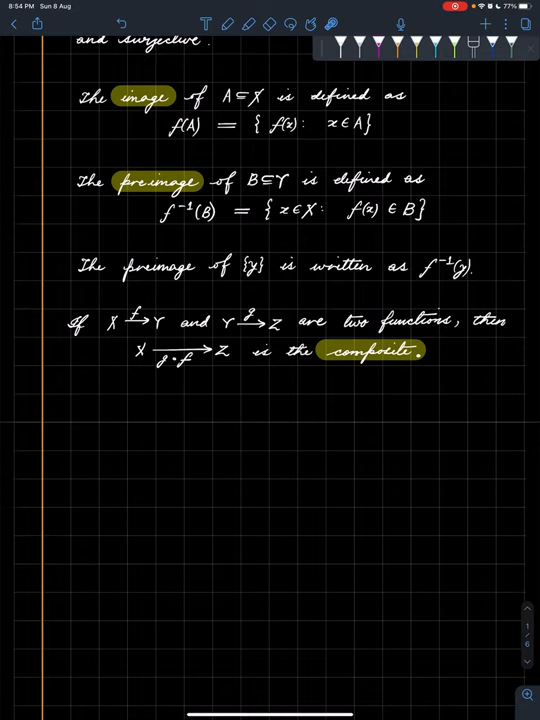 8:54 PM Sun 8 Aug 77%
and surjective.
The image of A ⊆ X is defined as
f(A) = { f(x): x ∈ A}
The preimage of B ⊆ Y is defined as
f⁻¹(B) = { x ∈ X: f(x) ∈ B}
The preimage of {y} is written as f⁻¹(y).
If X →f Y and Y →g Z are two functions, then
X →g·f Z is the composite.
1
/
6